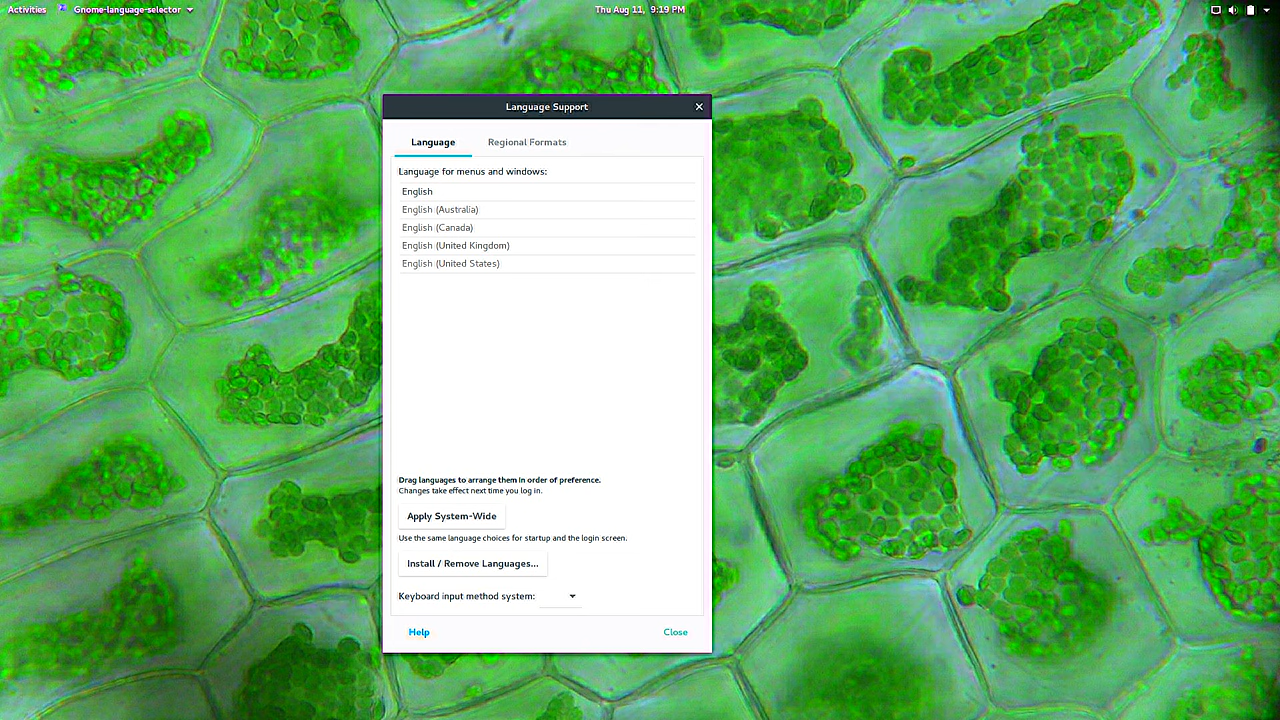 Activities Gnome-language-selector Thu Aug 11, 9:19 PM
Language Support
Language Regional Formats
Language for menus and windows:
English
English (Australia)
English (Canada)
English (United Kingdom)
English (United States)
Drag languages to arrange them in order of preference.
Changes take effect next time you log in.
Apply System-Wide
Use the same language choices for startup and the login screen.
Install / Remove Languages...
Keyboard input method system:
Help Close